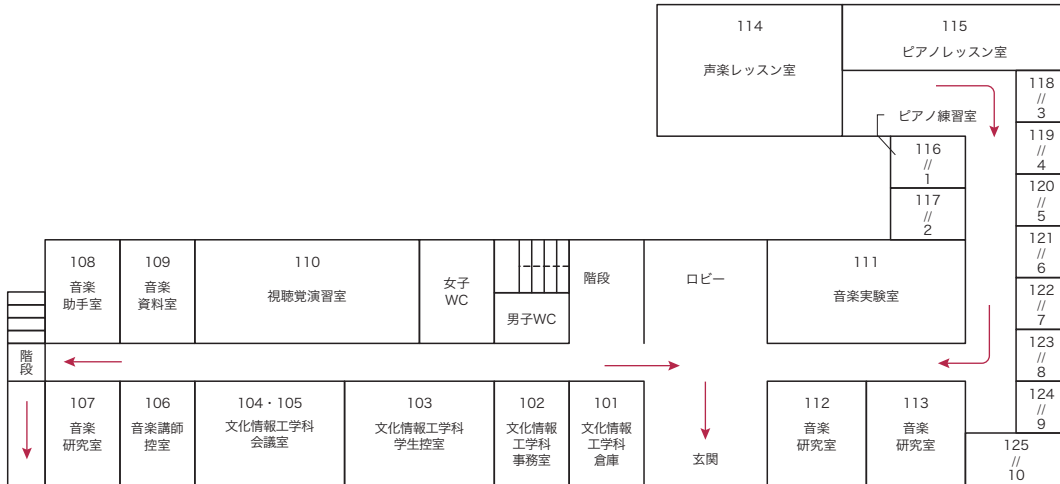 114
声楽レッスン室
115
ピアノレッスン室
118
//
3
ピアノ練習室
119
//
4
116
//
1
120
//
5
117
//
2
121
//
6
108
音楽
助手室
109
音楽
資料室
110
視聴覚演習室
女子
WC
男子WC
階段
ロビー
111
音楽実験室
122
//
7
123
//
8
階段
107
音楽
研究室
106
音楽講師
控室
104・105
文化情報工学科
会議室
103
文化情報工学科
学生控室
102
文化情報
工学科
事務室
101
文化情報
工学科
倉庫
玄関
112
音楽
研究室
113
音楽
研究室
124
//
9
125
//
10